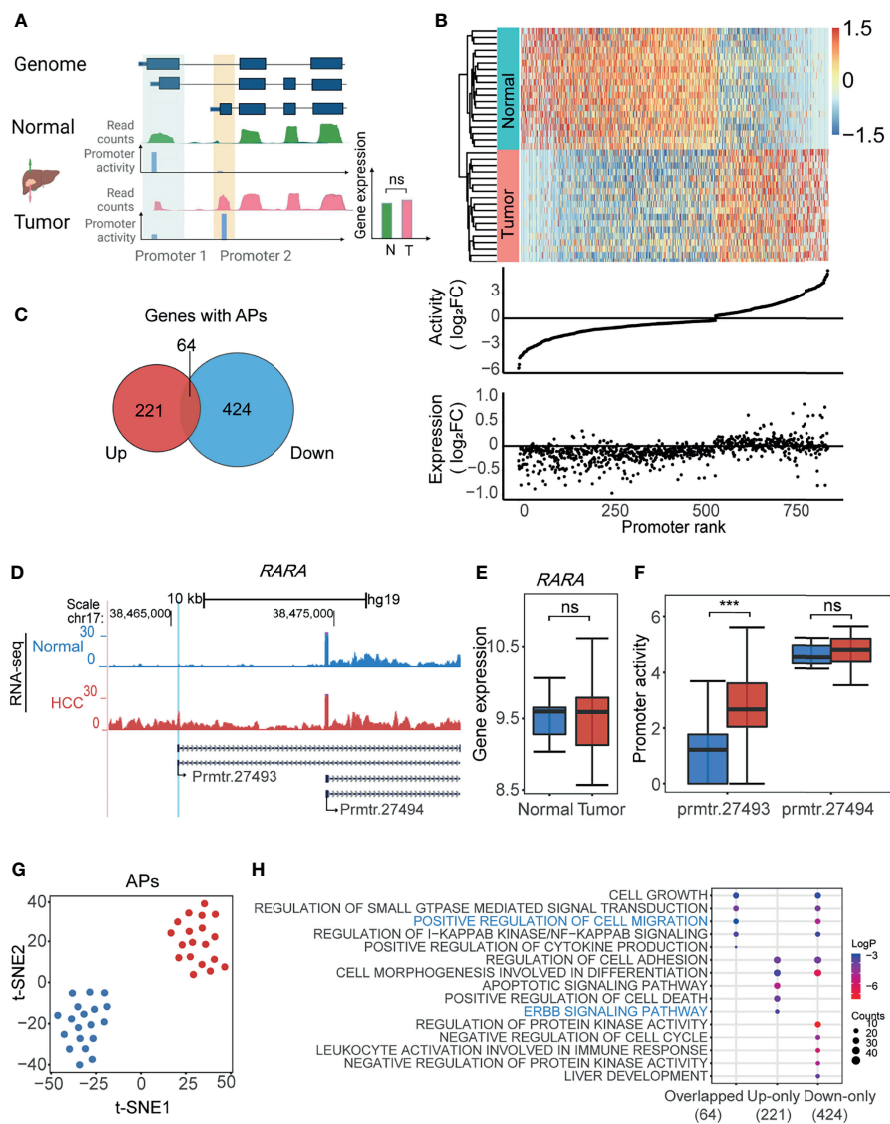 A
Genome
Normal
Read counts
Promoter activity
Tumor
Read counts
Promoter activity
Promoter 1 Promoter 2
Gene expression
ns
N T
B
Normal
Tumor
1.5
0
−1.5
Activity
( log₂FC)
3
0
−3
−6
Expression
( log₂FC)
1.0
0.5
0
−0.5
−1.0
0 250 500 750
Promoter rank
C
Genes with APs
64
221 424
Up Down
D
RARA
Scale 10 kb hg19
chr17: 38,465,000 38,475,000
RNA-seq
Normal 30
0
HCC 30
0
Prmtr.27493
Prmtr.27494
E
RARA
ns
Gene expression
10.5
9.5
8.5
Normal Tumor
F
*** ns
Promoter activity
6
4
2
0
prmtr.27493 prmtr.27494
G
APs
t-SNE2
40
20
0
−20
−40
−50 −25 0 25 50
t-SNE1
H
CELL GROWTH
REGULATION OF SMALL GTPASE MEDIATED SIGNAL TRANSDUCTION
POSITIVE REGULATION OF CELL MIGRATION
REGULATION OF I-KAPPAB KINASE/NF-KAPPAB SIGNALING
POSITIVE REGULATION OF CYTOKINE PRODUCTION
REGULATION OF CELL ADHESION
CELL MORPHOGENESIS INVOLVED IN DIFFERENTIATION
APOPTOTIC SIGNALING PATHWAY
POSITIVE REGULATION OF CELL DEATH
ERBB SIGNALING PATHWAY
REGULATION OF PROTEIN KINASE ACTIVITY
NEGATIVE REGULATION OF CELL CYCLE
LEUKOCYTE ACTIVATION INVOLVED IN IMMUNE RESPONSE
NEGATIVE REGULATION OF PROTEIN KINASE ACTIVITY
LIVER DEVELOPMENT
Overlapped Up-only Down-only
(64) (221) (424)
LogP
−3
−6
Counts
10
20
30
40